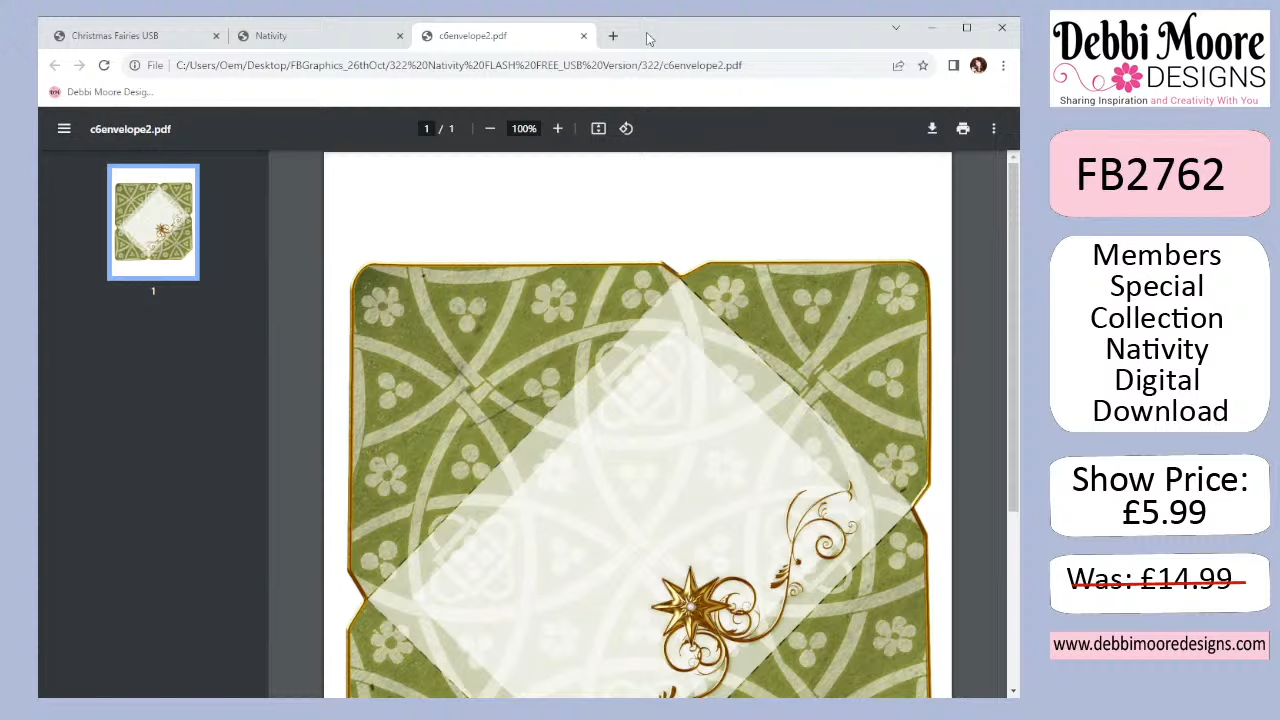 Christmas Fairies USB
Nativity
c6envelope2.pdf
File
C:/Users/Oem/Desktop/FBGraphics_26thOct/322%20Nativity%20FLASH%20FREE_USB%20Version/322/c6envelope2.pdf
Debbi Moore Desig...
c6envelope2.pdf
1 / 1
100%
1
Debbi Moore
DESIGNS
Sharing Inspiration and Creativity With You
FB2762
Members
Special
Collection
Nativity
Digital
Download
Show Price:
£5.99
Was: £14.99
www.debbimooredesigns.com